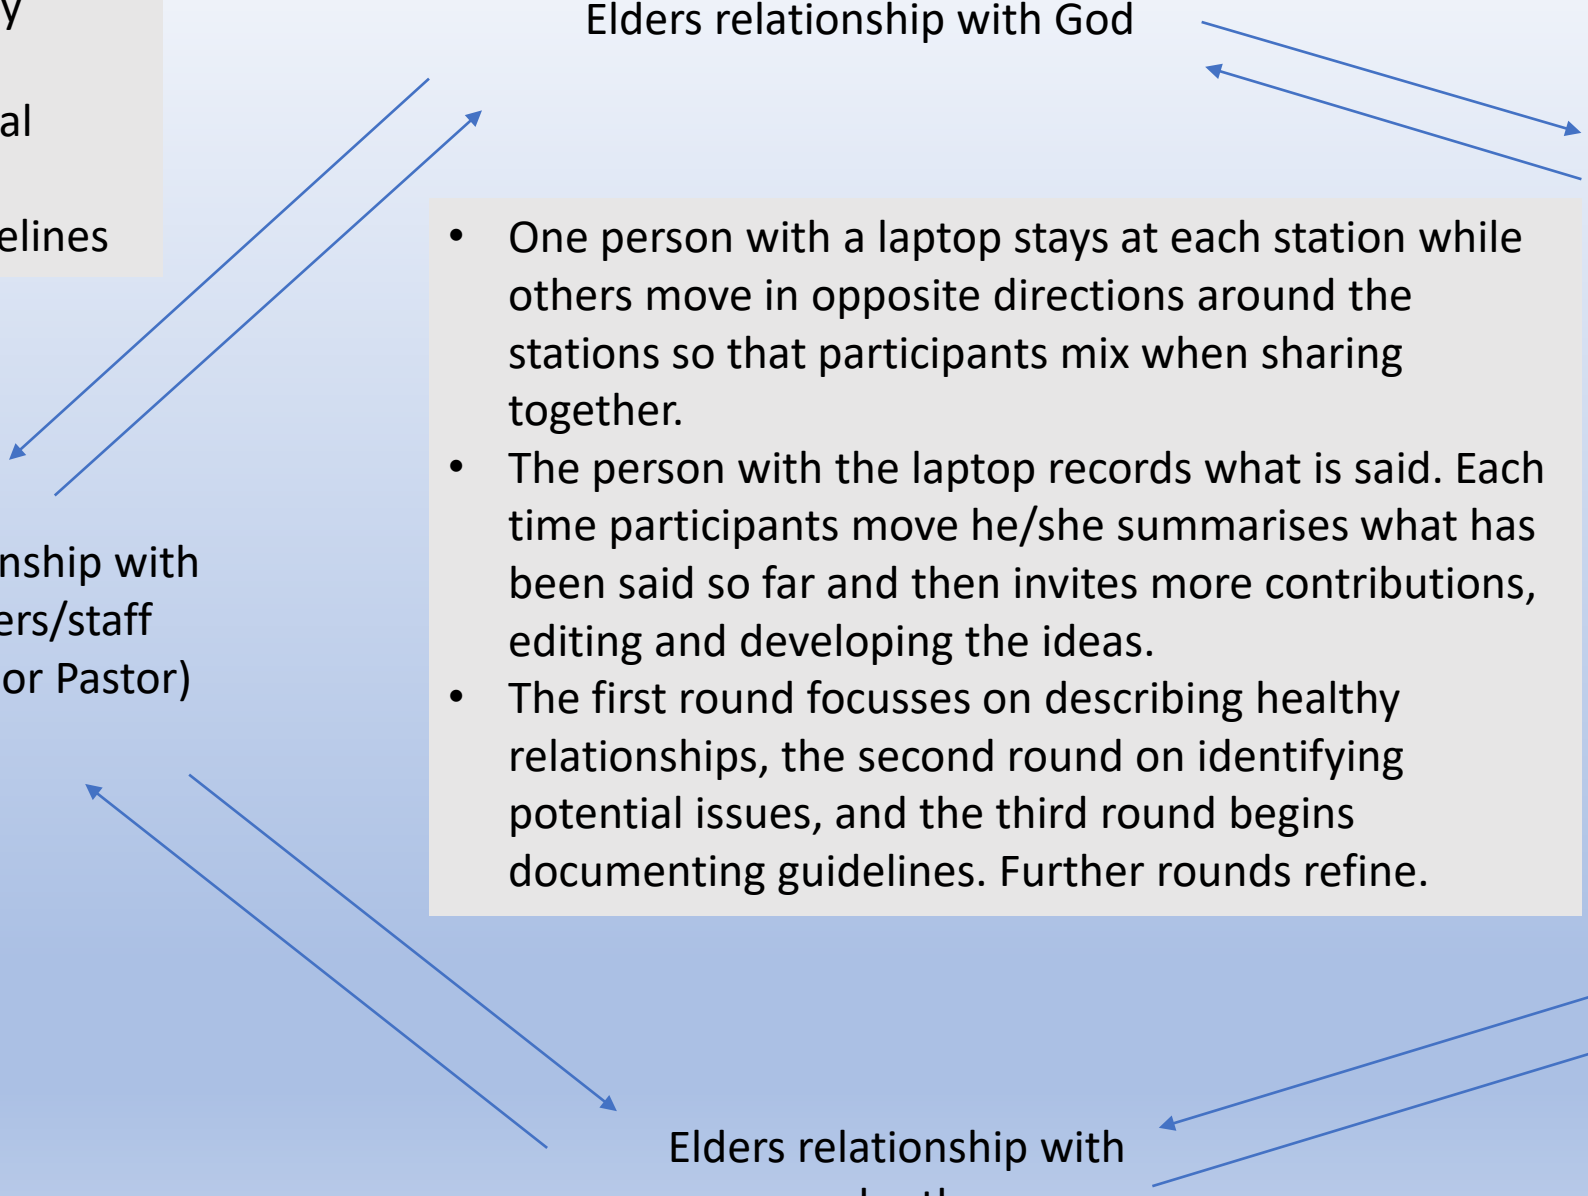 Elders relationship with God
al
elines
• One person with a laptop stays at each station while
others move in opposite directions around the
stations so that participants mix when sharing
together.
• The person with the laptop records what is said. Each
time participants move he/she summarises what has
been said so far and then invites more contributions,
editing and developing the ideas.
• The first round focusses on describing healthy
relationships, the second round on identifying
potential issues, and the third round begins
documenting guidelines. Further rounds refine.
nship with
ers/staff
or Pastor)
Elders relationship with